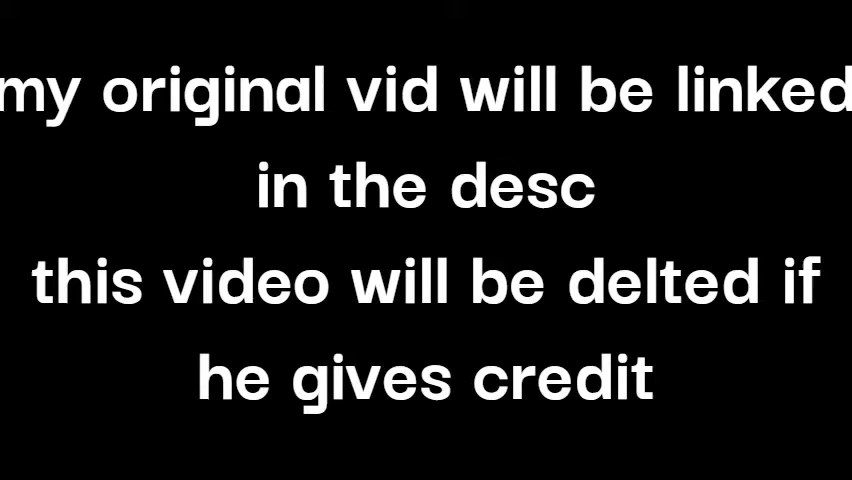 my original vid will be linked
in the desc
this video will be delted if
he gives credit